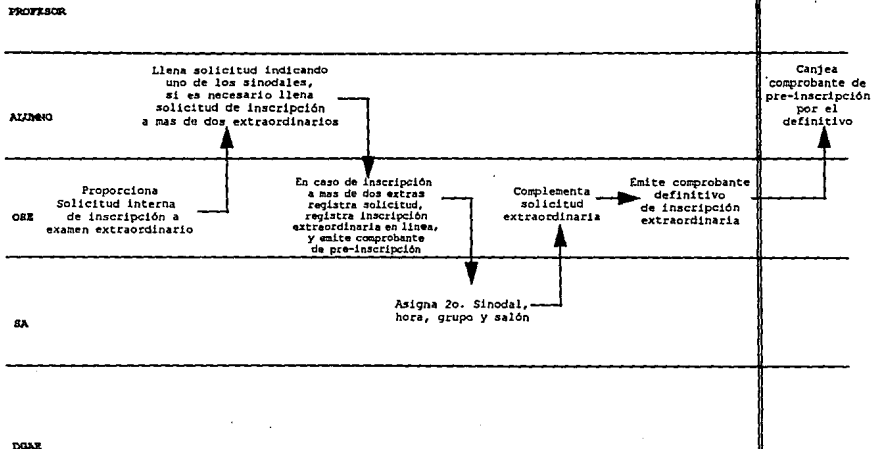 PROFESOR
Llena solicitud indicando
uno de los sinodales,
si es necesario llena
solicitud de inscripción
a mas de dos extraordinarios
Canjea
comprobante de
pre-inscripción
por el
definitivo
ALUMNO
Proporciona
Solicitud interna
de inscripción a
examen extraordinario
En caso de inscripción
a mas de dos extras
registra solicitud,
registra inscripción
extraordinaria en linea,
y emite comprobante
de pre-inscripción
Complementa
solicitud
extraordinaria
Emite comprobante
definitivo
de inscripción
extraordinaria
OSE
Asigna 2o. Sinodal,
hora, grupo y salón
SA
DGAE